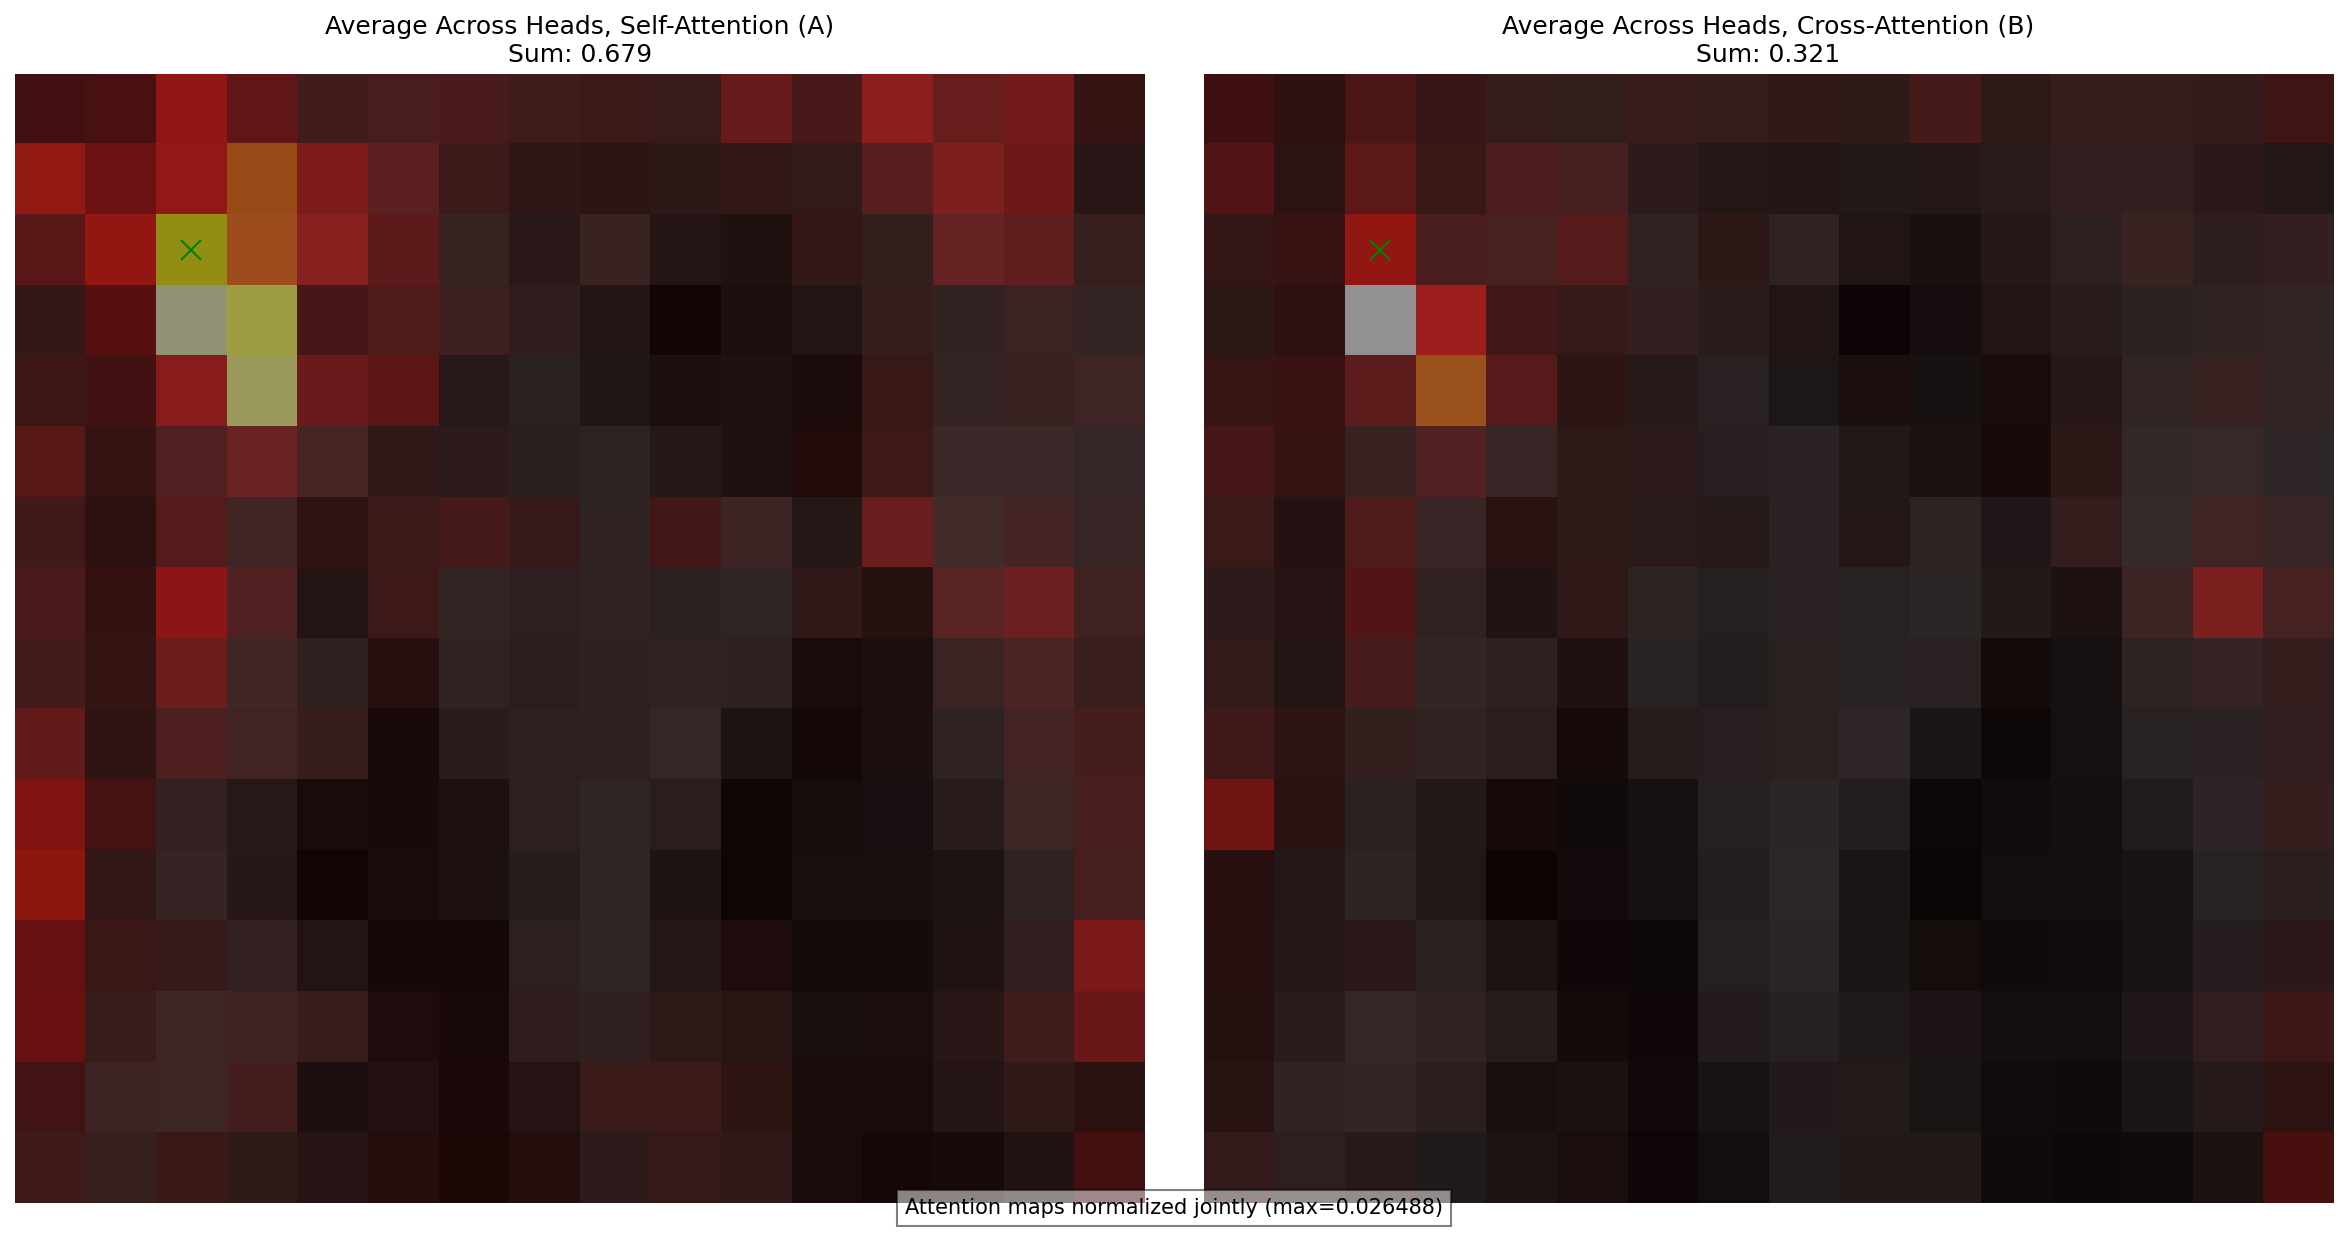 Average Across Heads, Self-Attention (A)
Sum: 0.679
Average Across Heads, Cross-Attention (B)
Sum: 0.321
Attention maps normalized jointly (max=0.026488)